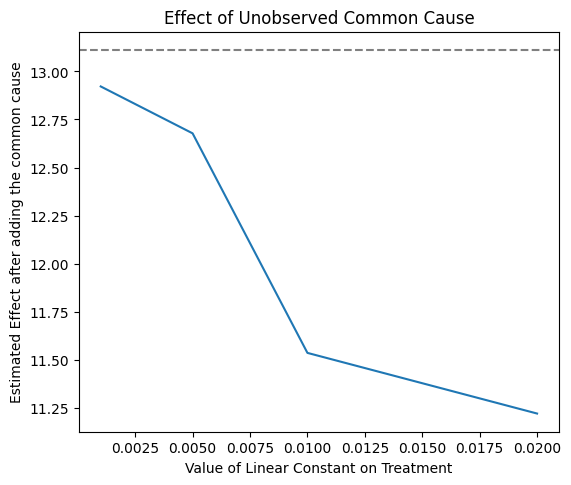 Effect of Unobserved Common Cause
Estimated Effect after adding the common cause
13.00
12.75
12.50
12.25
12.00
11.75
11.50
11.25
0.0025 0.0050 0.0075 0.0100 0.0125 0.0150 0.0175 0.0200
Value of Linear Constant on Treatment